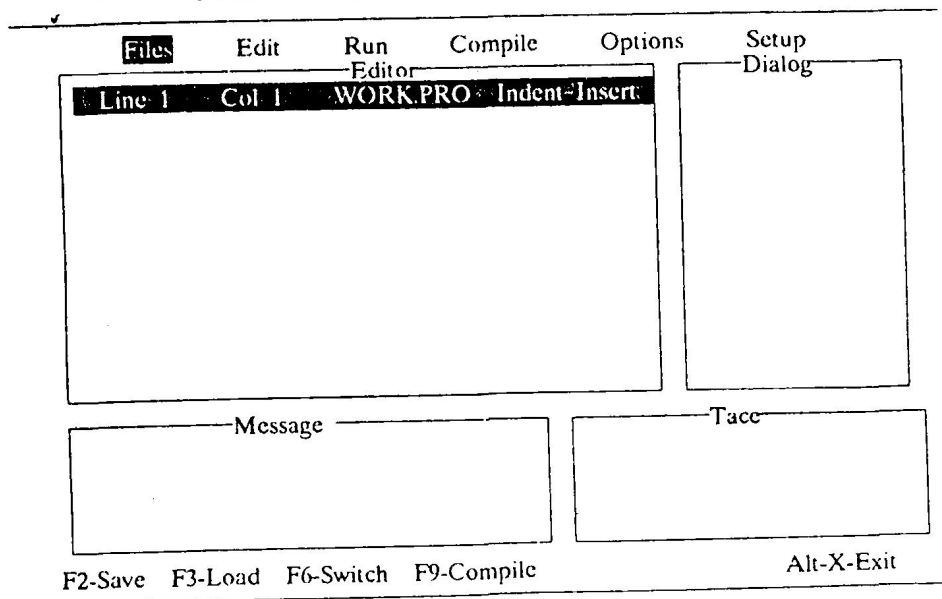 Files Edit Run Compile Options Setup
Editor Dialog
Line 1 Col 1 WORK.PRO Indent Insert
Message Tace
F2-Save F3-Load F6-Switch F9-Compile Alt-X-Exit